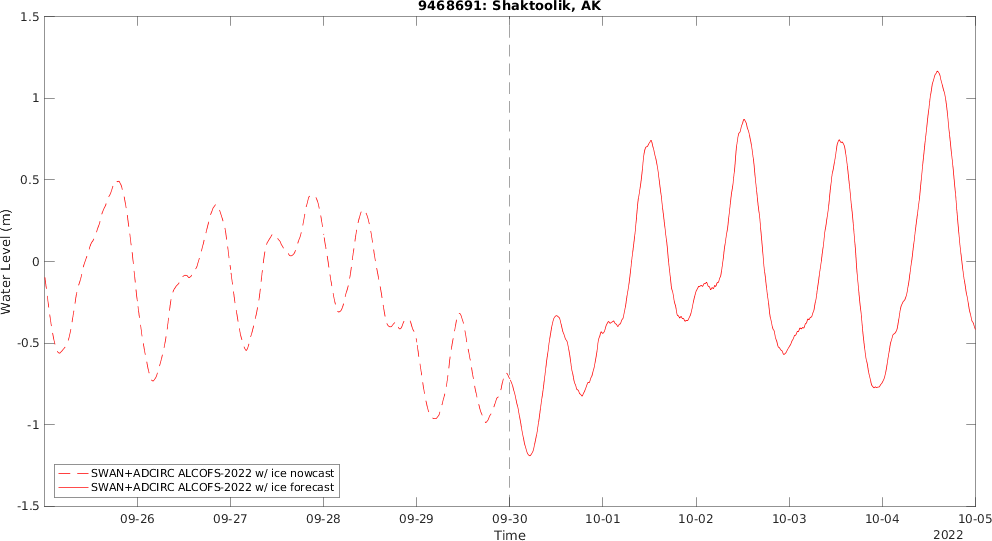 9468691: Shaktoolik, AK
1.5
1
0.5
0
-0.5
-1
-1.5
Water Level (m)
SWAN+ADCIRC ALCOFS-2022 w/ ice nowcast
SWAN+ADCIRC ALCOFS-2022 w/ ice forecast
09-26 09-27 09-28 09-29 09-30 10-01 10-02 10-03 10-04 10-05
Time
2022